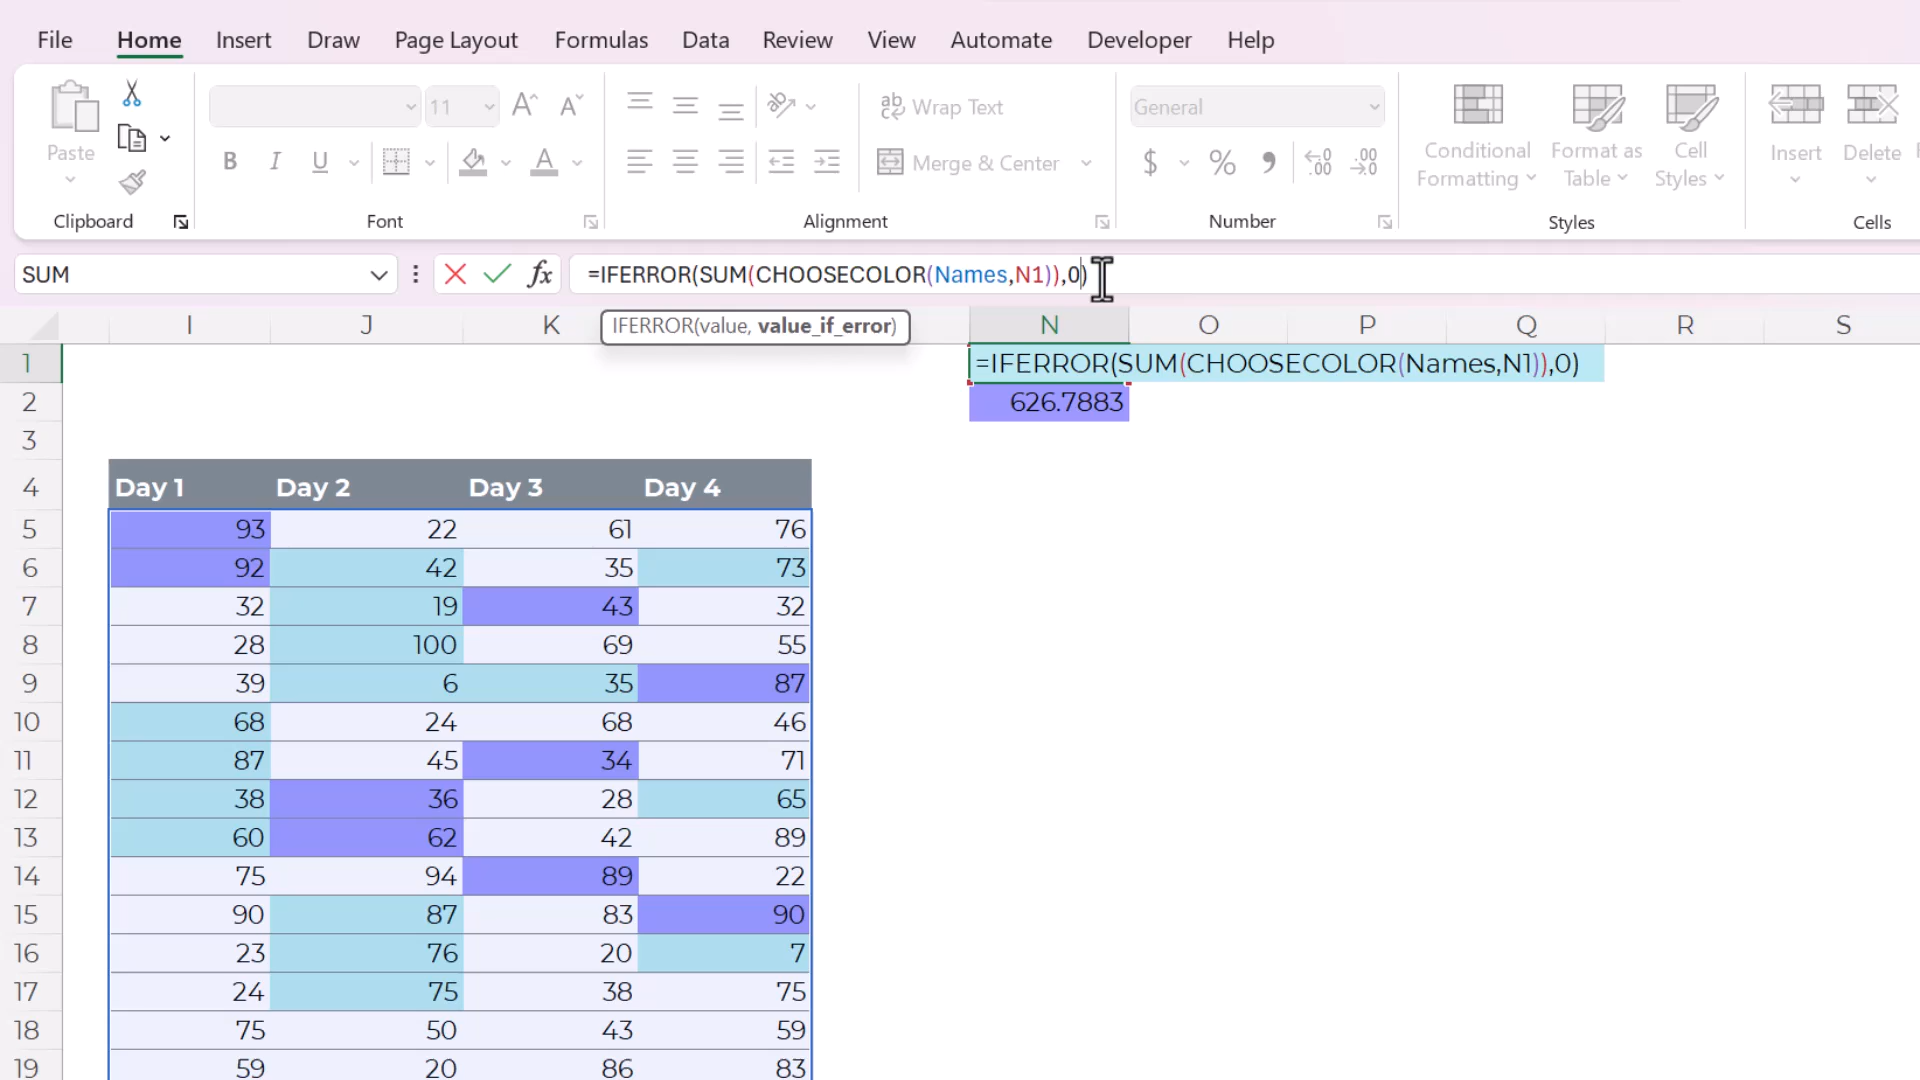 File Home Insert Draw Page Layout Formulas Data Review View Automate Developer Help
Paste
11
Wrap Text
Merge & Center
General
Conditional Formatting
Format as Table
Cell Styles
Insert
Delete
Clipboard Font Alignment Number Styles Cells
SUM
=IFERROR(SUM(CHOOSECOLOR(Names,N1)),0)
IFERROR(value, value_if_error)
I J K N O P Q R S
1 =IFERROR(SUM(CHOOSECOLOR(Names,N1)),0)
2 626.7883
3
4 Day 1 Day 2 Day 3 Day 4
5 93 22 61 76
6 92 42 35 73
7 32 19 43 32
8 28 100 69 55
9 39 6 35 87
10 68 24 68 46
11 87 45 34 71
12 38 36 28 65
13 60 62 42 89
14 75 94 89 22
15 90 87 83 90
16 23 76 20 7
17 24 75 38 75
18 75 50 43 59
19 59 20 86 83